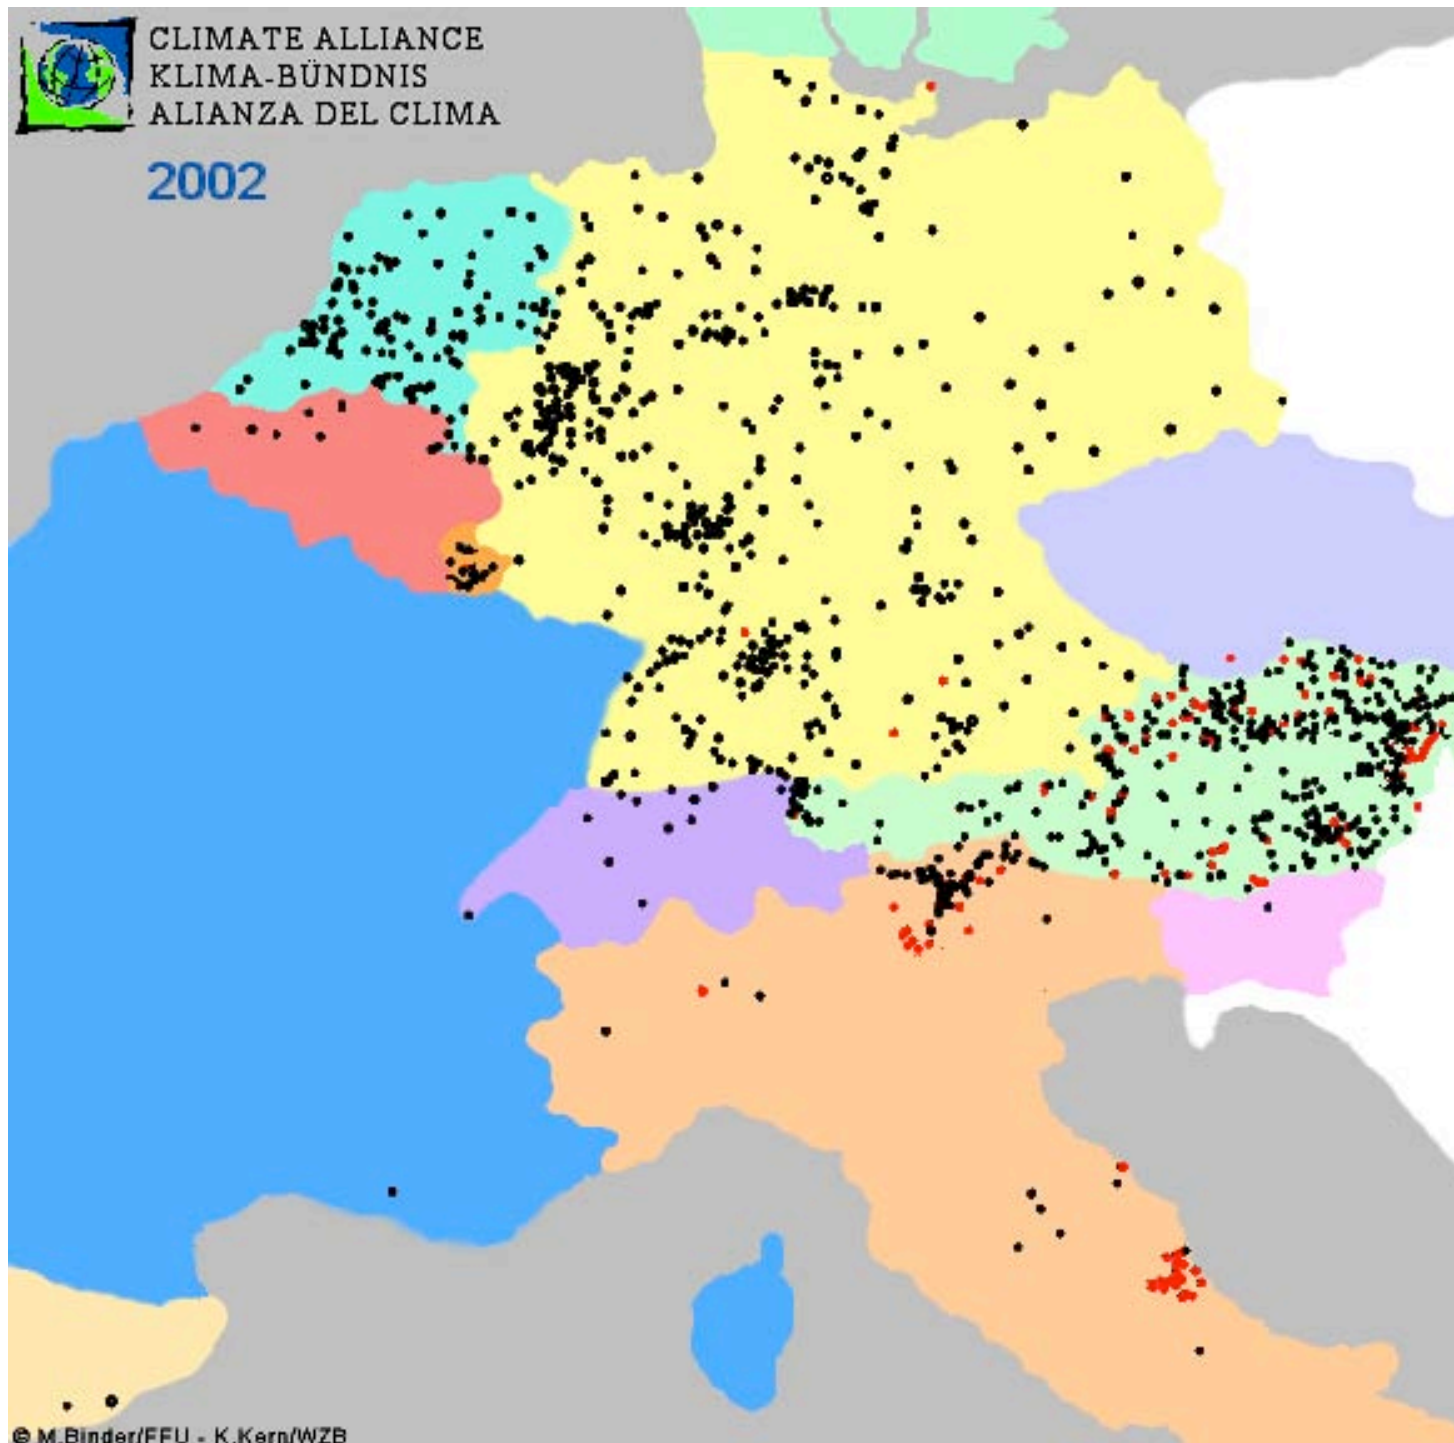 CLIMATE ALLIANCE
KLIMA-BÜNDNIS
ALIANZA DEL CLIMA
2002
© M.Binder/FFU - K.Kern/WZB